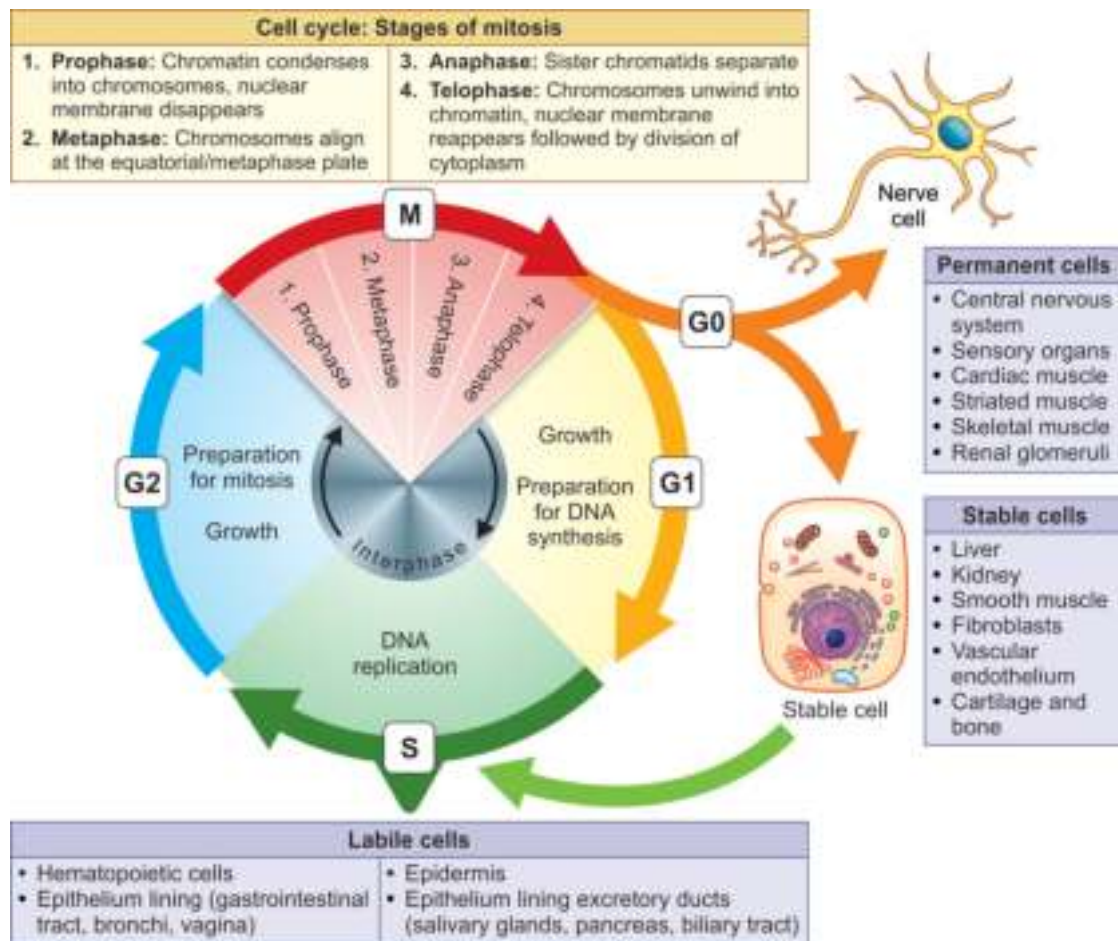 Cell cycle: Stages of mitosis
1. Prophase: Chromatin condenses
into chromosomes, nuclear
membrane disappears
2. Metaphase: Chromosomes align
at the equatorial/metaphase plate
3. Anaphase: Sister chromatids separate
4. Telophase: Chromosomes unwind into
chromatin, nuclear membrane
reappears followed by division of
cytoplasm
Nerve
cell
M
1. Prophase
2. Metaphase
3. Anaphase
4. Telophase
G0
Permanent cells
• Central nervous
system
• Sensory organs
• Cardiac muscle
• Striated muscle
• Skeletal muscle
• Renal glomeruli
G2
Preparation
for mitosis
Growth
Growth
Preparation
for DNA
synthesis
G1
Interphase
DNA
replication
S
Stable cell
Stable cells
• Liver
• Kidney
• Smooth muscle
• Fibroblasts
• Vascular
endothelium
• Cartilage and
bone
Labile cells
• Hematopoietic cells
• Epithelium lining (gastrointestinal
tract, bronchi, vagina)
• Epidermis
• Epithelium lining excretory ducts
(salivary glands, pancreas, biliary tract)